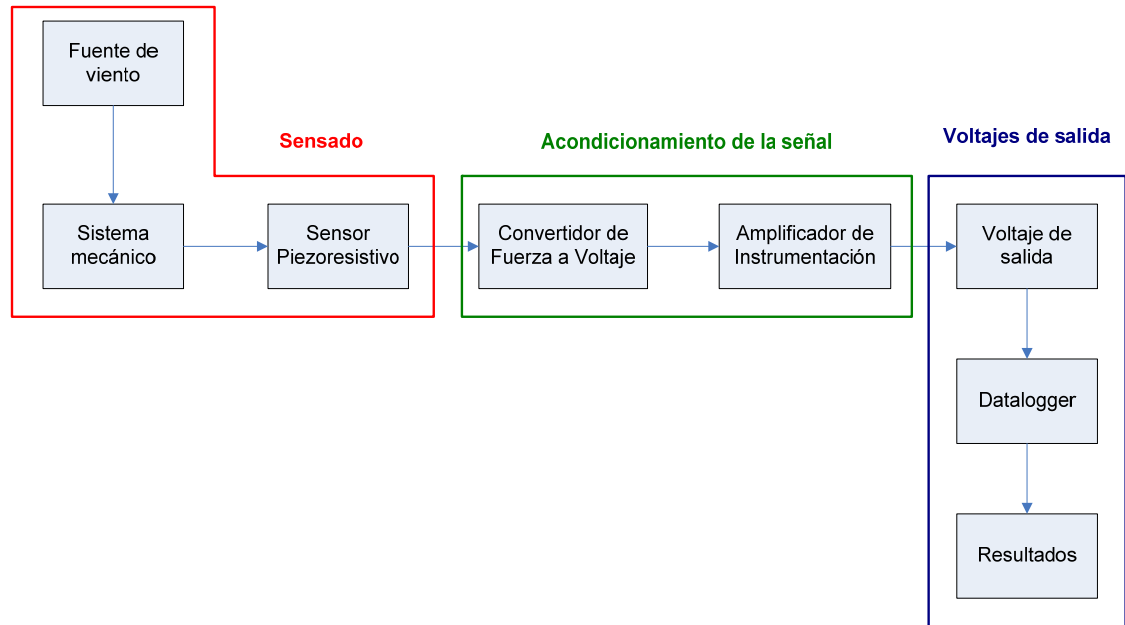 Fuente de
viento
Sensado
Acondicionamiento de la señal
Voltajes de salida
Sistema
mecánico
Sensor
Piezoresistivo
Convertidor de
Fuerza a Voltaje
Amplificador de
Instrumentación
Voltaje de
salida
Datalogger
Resultados